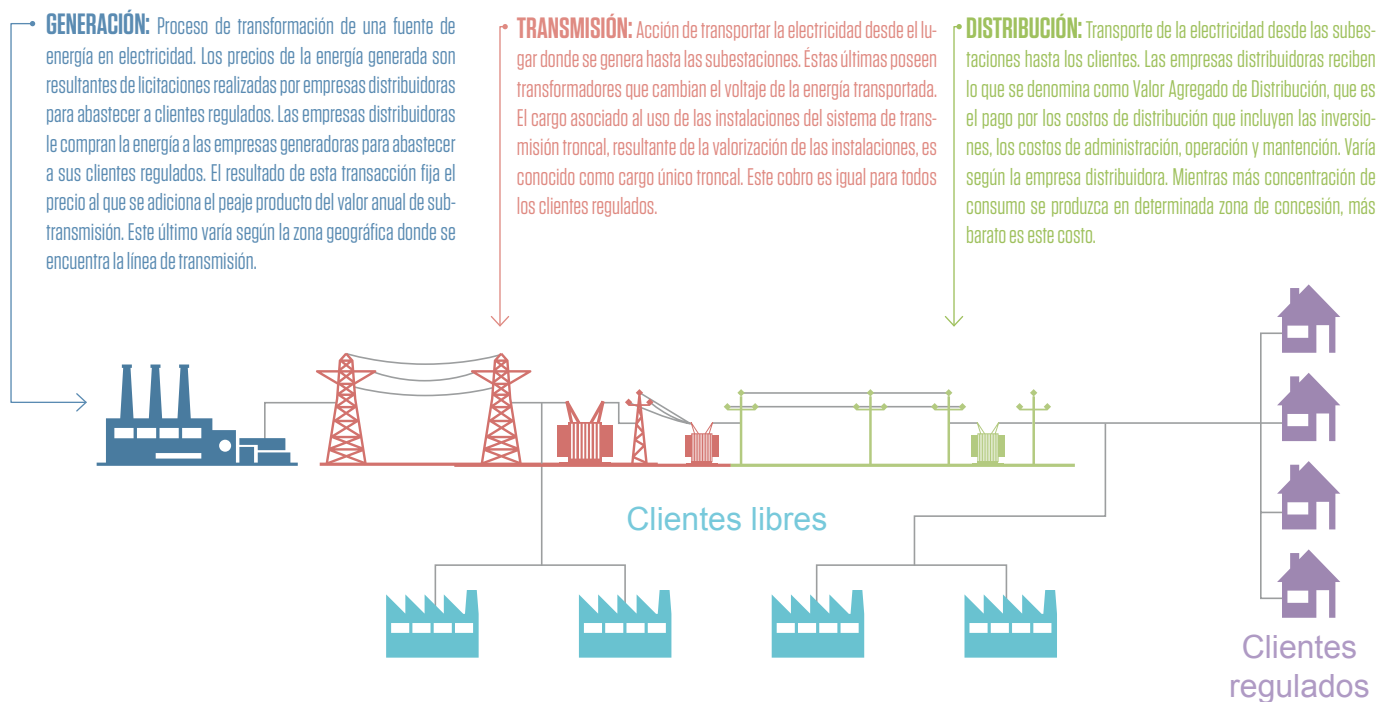 GENERACIÓN: Proceso de transformación de una fuente de
energía en electricidad. Los precios de la energía generada son
resultantes de licitaciones realizadas por empresas distribuidoras
para abastecer a clientes regulados. Las empresas distribuidoras
le compran la energía a las empresas generadoras para abastecer
a sus clientes regulados. El resultado de esta transacción fija el
precio al que se adiciona el peaje producto del valor anual de sub-
transmisión. Este último varía según la zona geográfica donde se
encuentra la línea de transmisión.
TRANSMISIÓN: Acción de transportar la electricidad desde el lu-
gar donde se genera hasta las subestaciones. Éstas últimas poseen
transformadores que cambian el voltaje de la energía transportada.
El cargo asociado al uso de las instalaciones del sistema de trans-
misión troncal, resultante de la valorización de las instalaciones, es
conocido como cargo único troncal. Este cobro es igual para todos
los clientes regulados.
DISTRIBUCIÓN: Transporte de la electricidad desde las subes-
taciones hasta los clientes. Las empresas distribuidoras reciben
lo que se denomina como Valor Agregado de Distribución, que es
el pago por los costos de distribución que incluyen las inversio-
nes, los costos de administración, operación y mantención. Varía
según la empresa distribuidora. Mientras más concentración de
consumo se produzca en determinada zona de concesión, más
barato es este costo.
Clientes libres
Clientes
regulados